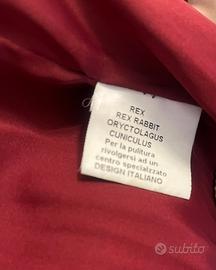 REX
REX RABBIT
ORYCTOLAGUS
CUNICULUS
Per la pulitura
rivolgersi ad un
centro specializzato
DESIGN ITALIANO
subito